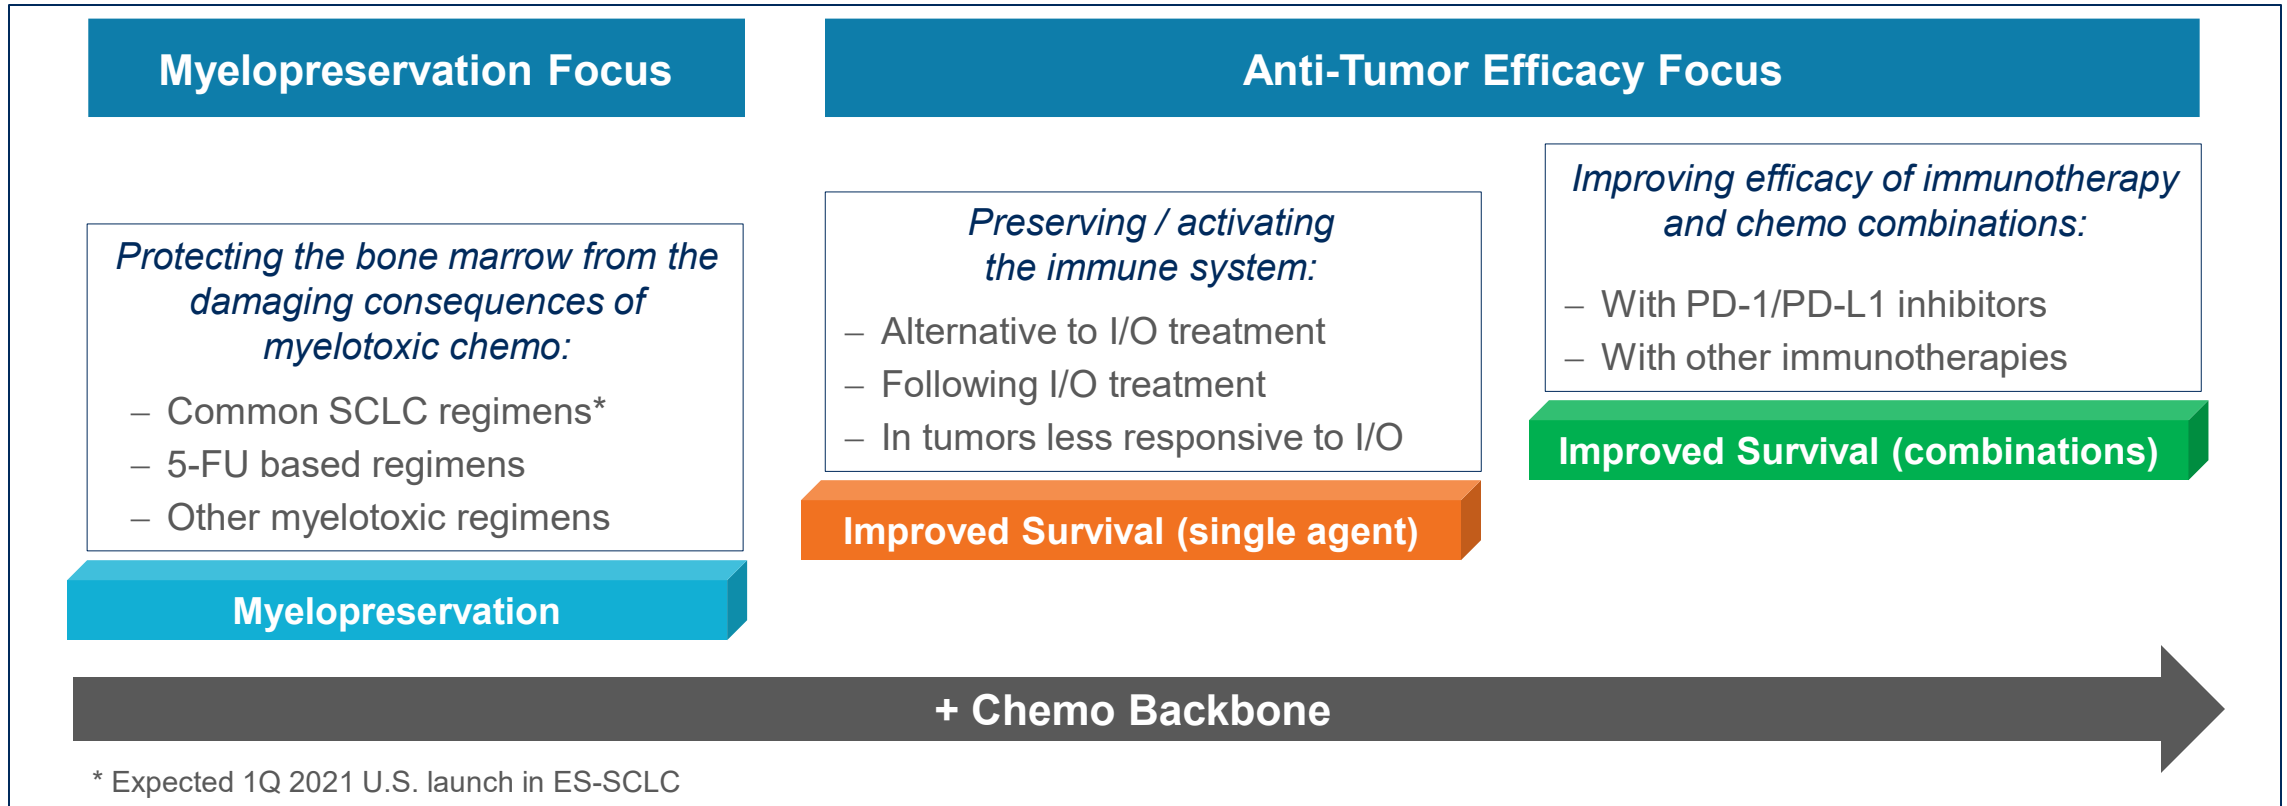 Myelopreservation Focus
Protecting the bone marrow from the
damaging consequences of
myelotoxic chemo:
– Common SCLC regimens*
– 5-FU based regimens
– Other myelotoxic regimens
Myelopreservation
Anti-Tumor Efficacy Focus
Preserving / activating
the immune system:
– Alternative to I/O treatment
– Following I/O treatment
– In tumors less responsive to I/O
Improved Survival (single agent)
Improving efficacy of immunotherapy
and chemo combinations:
– With PD-1/PD-L1 inhibitors
– With other immunotherapies
Improved Survival (combinations)
+ Chemo Backbone
* Expected 1Q 2021 U.S. launch in ES-SCLC